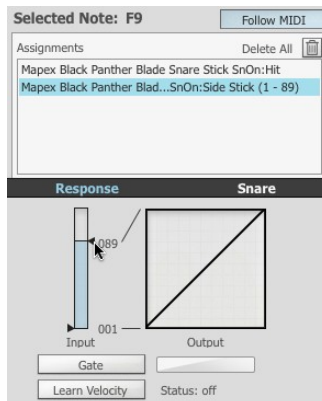 Selected Note: F9
Follow MIDI
Assignments
Delete All
Mapex Black Panther Blade Snare Stick SnOn:Hit
Mapex Black Panther Blad...SnOn:Side Stick (1 - 89)
Response
Snare
089
001
Input
Output
Gate
Learn Velocity
Status: off